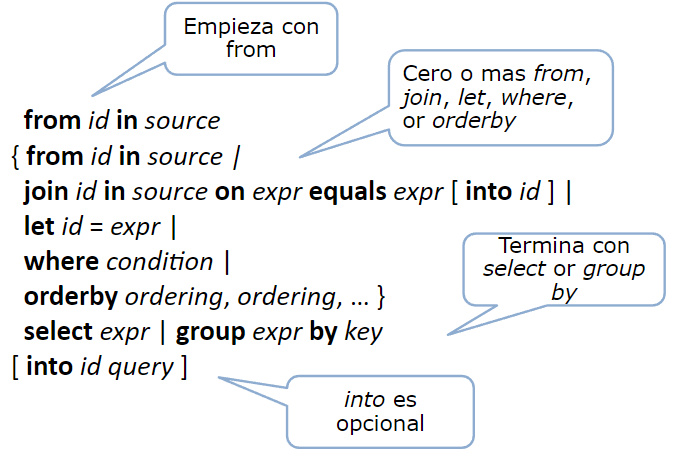 Empieza con
from
Cero o mas from,
join, let, where,
or orderby
from id in source
{ from id in source |
join id in source on expr equals expr [ into id ] |
let id = expr |
where condition |
orderby ordering, ordering, ... }
Termina con
select or group
by
select expr | group expr by key
[ into id query ]
into es
opcional